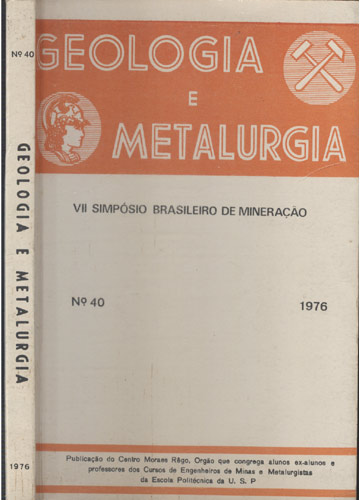 Nº 40
GEOLOGIA E METALURGIA
1976
GEOLOGIA
E
METALURGIA
VII SIMPÓSIO BRASILEIRO DE MINERAÇÃO
Nº 40 1976
Publicação do Centro Moraes Rêgo, Orgão que congrega alunos ex-alunos e
professores dos Cursos de Engenheiros de Minas e Metalurgistas
da Escola Politécnica da U. S. P